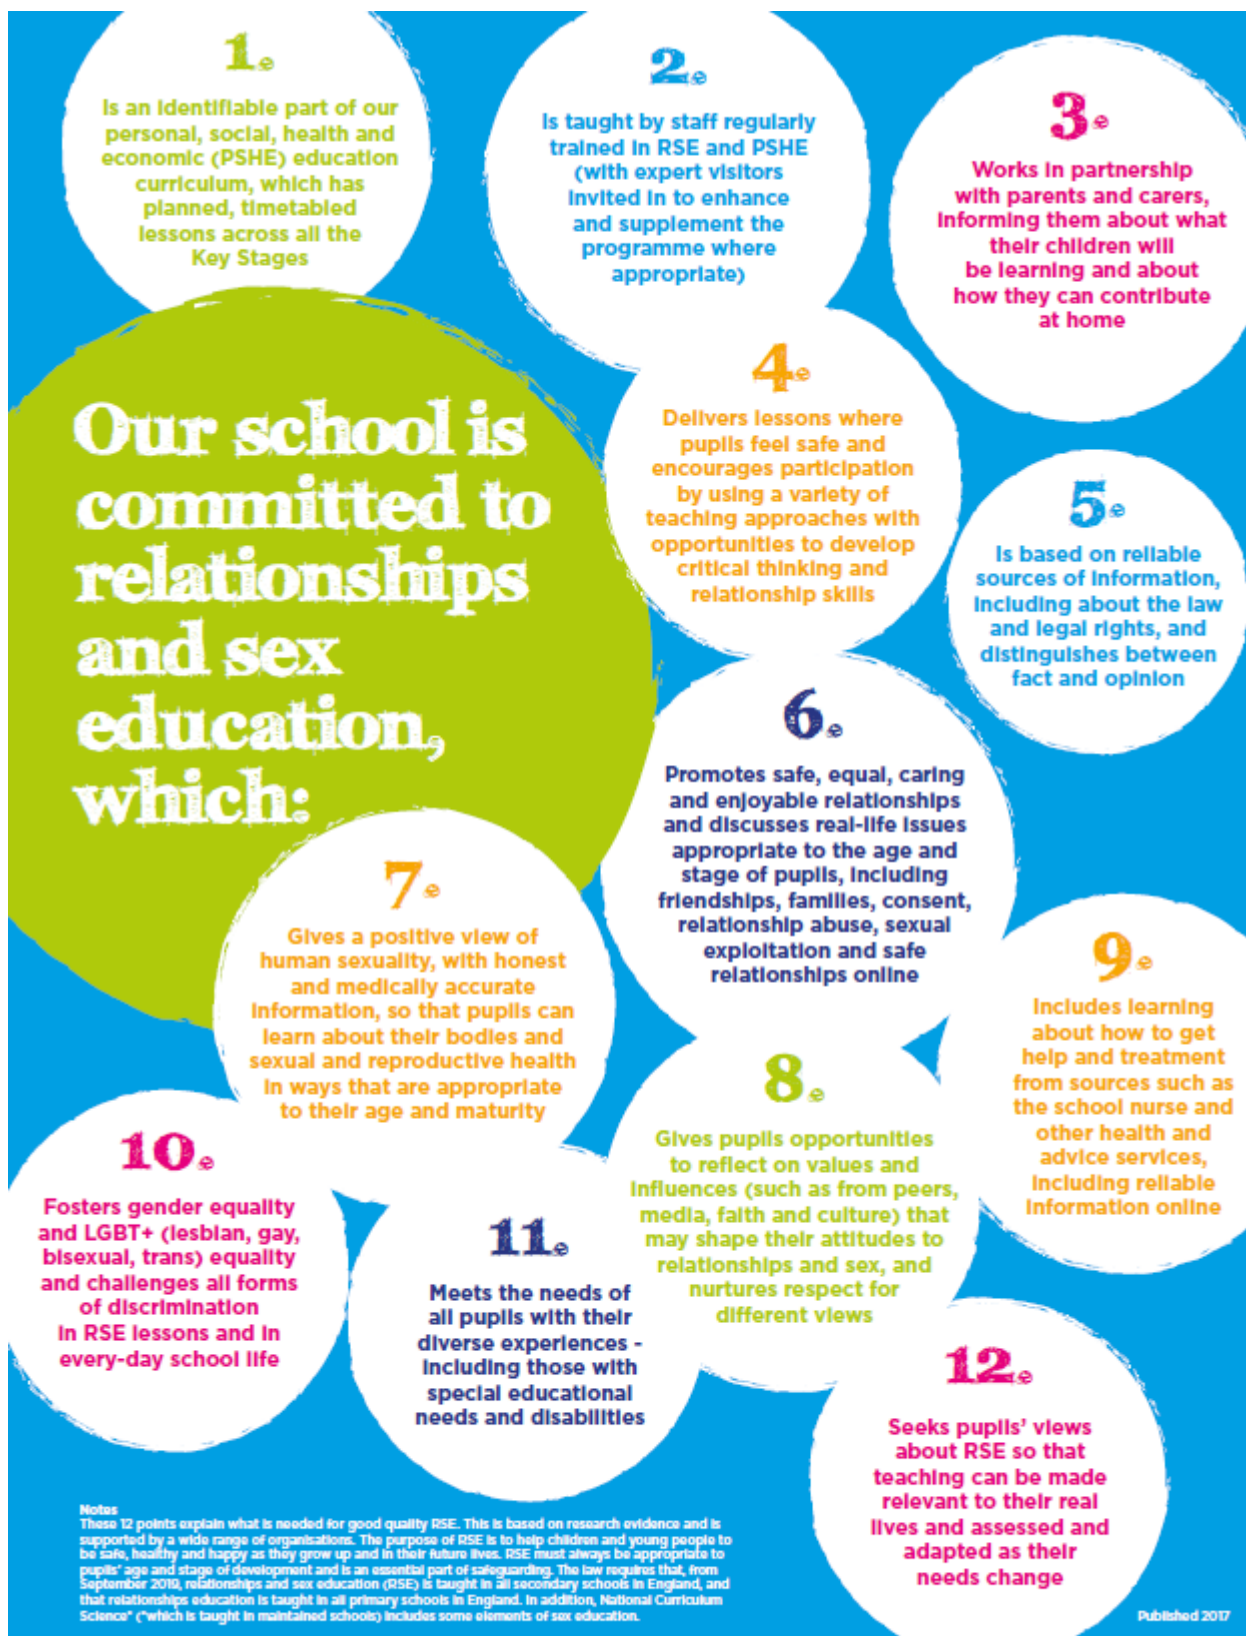 Our school is
committed to
relationships
and sex
education,
which:
1.
Is an identifiable part of our
personal, social, health and
economic (PSHE) education
curriculum, which has
planned, timetabled
lessons across all the
Key Stages
2.
Is taught by staff regularly
trained in RSE and PSHE
(with expert visitors
invited in to enhance
and supplement the
programme where
appropriate)
3.
Works in partnership
with parents and carers,
informing them about what
their children will
be learning and about
how they can contribute
at home
4.
Delivers lessons where
pupils feel safe and
encourages participation
by using a variety of
teaching approaches with
opportunities to develop
critical thinking and
relationship skills
5.
Is based on reliable
sources of information,
including about the law
and legal rights, and
distinguishes between
fact and opinion
6.
Promotes safe, equal, caring
and enjoyable relationships
and discusses real-life issues
appropriate to the age and
stage of pupils, including
friendships, families, consent,
relationship abuse, sexual
exploitation and safe
relationships online
7.
Gives a positive view of
human sexuality, with honest
and medically accurate
information, so that pupils can
learn about their bodies and
sexual and reproductive health
in ways that are appropriate
to their age and maturity
8.
Gives pupils opportunities
to reflect on values and
influences (such as from peers,
media, faith and culture) that
may shape their attitudes to
relationships and sex, and
nurtures respect for
different views
9.
Includes learning
about how to get
help and treatment
from sources such as
the school nurse and
other health and
advice services,
including reliable
information online
10.
Fosters gender equality
and LGBT+ (lesbian, gay,
bisexual, trans) equality
and challenges all forms
of discrimination
in RSE lessons and in
every-day school life
11.
Meets the needs of
all pupils with their
diverse experiences -
including those with
special educational
needs and disabilities
12.
Seeks pupils' views
about RSE so that
teaching can be made
relevant to their real
lives and assessed and
adapted as their
needs change
Notes
These 12 points explain what is needed for good quality RSE. This is based on research evidence and is
supported by a wide range of organisations. The purpose of RSE is to help children and young people to
be safe, healthy and happy as they grow up and in their future lives. RSE must always be appropriate to
pupils' age and stage of development and is an essential part of safeguarding. The law requires that, from
September 2019, relationships and sex education (RSE) is taught in all secondary schools in England, and
that relationships education is taught in all primary schools in England. In addition, National Curriculum
Science* (*which is taught in maintained schools) includes some elements of sex education.
Published 2017